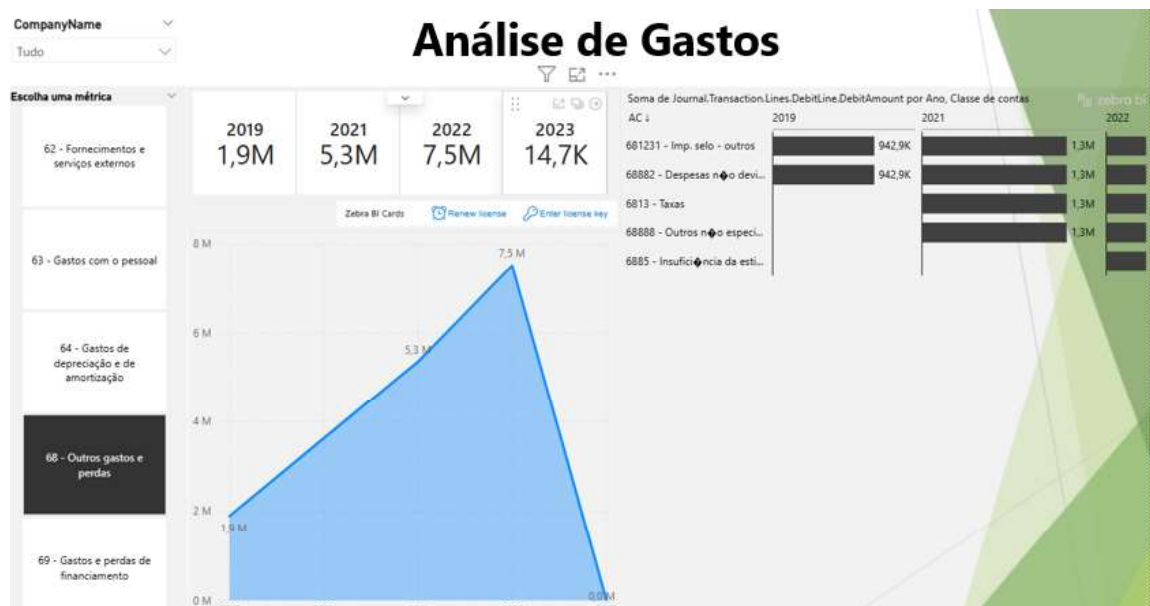 CompanyName
Tudo
Análise de Gastos
Escolha uma métrica
62 - Fornecimentos e
serviços externos
63 - Gastos com o pessoal
64 - Gastos de
depreciação e de
amortização
68 - Outros gastos e
perdas
69 - Gastos e perdas de
financiamento
2019 2021 2022 2023
1,9M 5,3M 7,5M 14,7K
Zebra BI Cards Renew license Enter license key
8 M
7,5 M
6 M
5,3 M
4 M
2 M
1,9 M
0 M
0,0 M
Soma de Journal.Transaction.Lines.DebitLine.DebitAmount por Ano, Classe de contas
zebra bi
AC 2019 2021 2022
681231 - Imp. selo - outros 942,9K 1,3M
68882 - Despesas n�o devi... 942,9K 1,3M
6813 - Taxas 1,3M
68888 - Outros n�o especi... 1,3M
6885 - Insufici�ncia da esti...